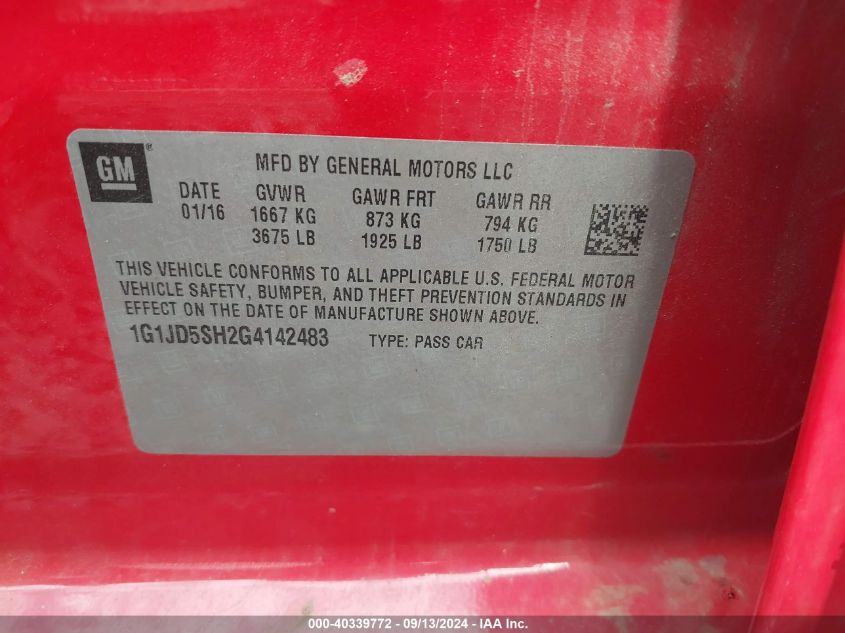 GM ® MFD BY GENERAL MOTORS LLC
DATE GVWR GAWR FRT GAWR RR
01/16 1667 KG 873 KG 794 KG
3675 LB 1925 LB 1750 LB
THIS VEHICLE CONFORMS TO ALL APPLICABLE U.S. FEDERAL MOTOR
VEHICLE SAFETY, BUMPER, AND THEFT PREVENTION STANDARDS IN
EFFECT ON THE DATE OF MANUFACTURE SHOWN ABOVE.
1G1JD5SH2G4142483 TYPE: PASS CAR
000-40339772 - 09/13/2024 - IAA Inc.